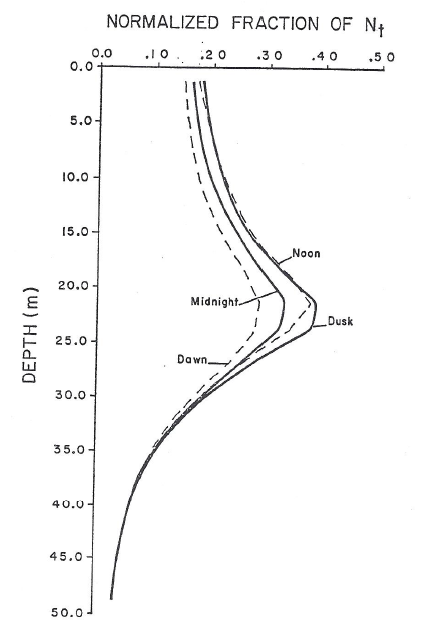 NORMALIZED FRACTION OF N†
0.0 .10 .20 .30 .40 .50
0.0
5.0
10.0
15.0
Noon
20.0
Midnight
Dusk
25.0
Dawn
30.0
35.0
40.0
45.0
50.0
DEPTH (m)